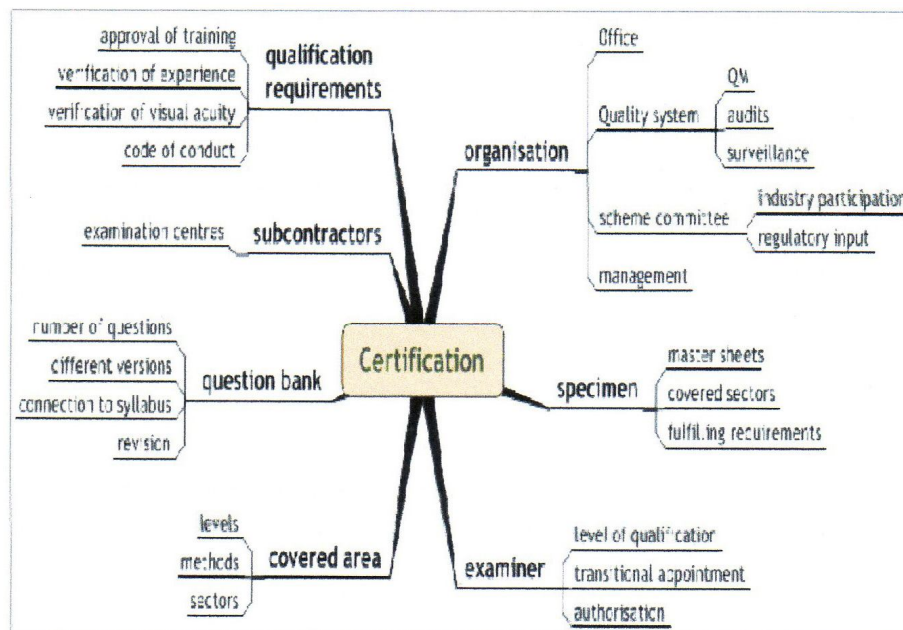 approval of training
verification of experience
verification of visual acuity
code of conduct
qualification
requirements
examination centres
subcontractors
number of questions
different versions
connection to syllabus
revision
question bank
levels
methods
sectors
covered area
Certification
organisation
Office
Quality system
QM
audits
surveillance
scheme committee
industry participation
regulatory input
management
specimen
master sheets
covered sectors
fulfilling requirements
examiner
level of qualification
transitional appointment
authorisation